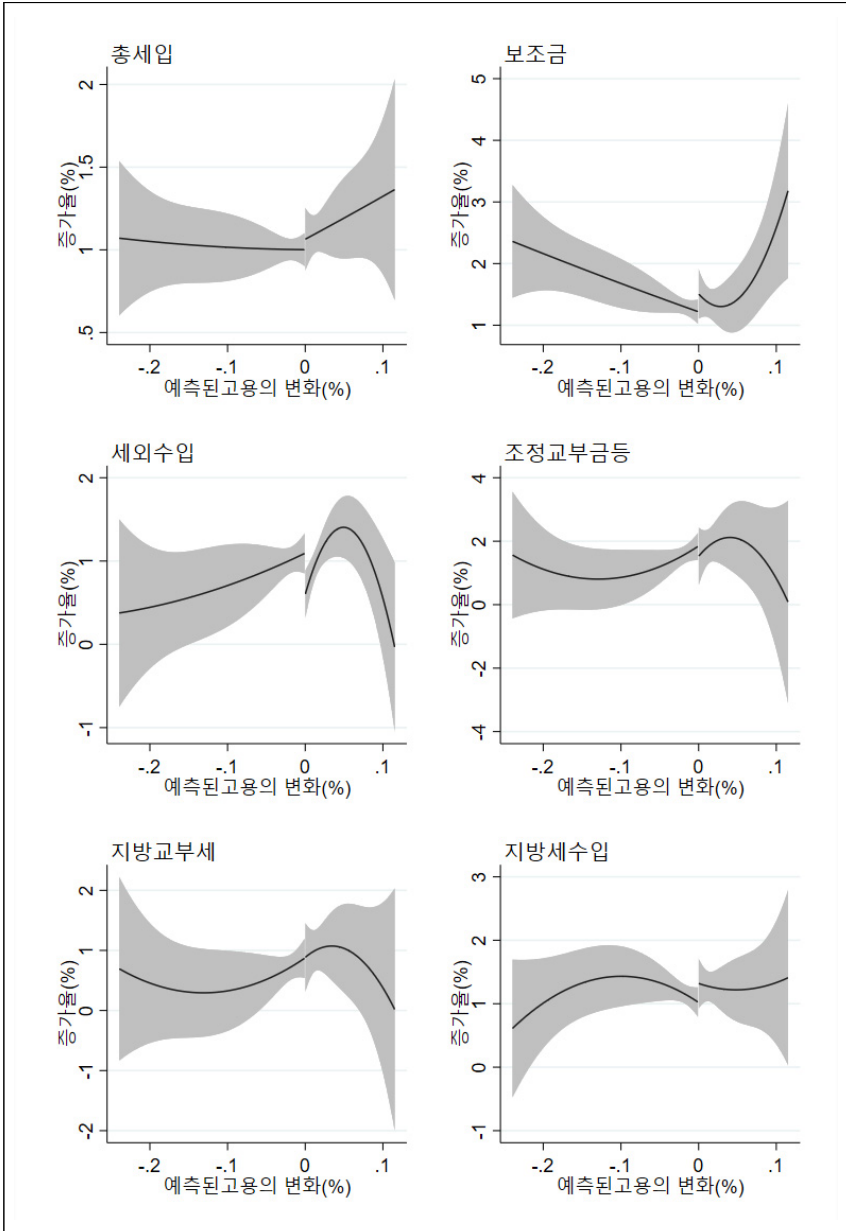 총세입
2
1.5
1
.5
증가율(%)
-.2
-.1
0
.1
예측된고용의 변화(%)
보조금
5
4
3
2
1
증가율(%)
-.2
-.1
0
.1
예측된고용의 변화(%)
세외수입
2
1
0
-1
증가율(%)
-.2
-.1
0
.1
예측된고용의 변화(%)
조정교부금등
4
2
0
-2
-4
증가율(%)
-.2
-.1
0
.1
예측된고용의 변화(%)
지방교부세
2
1
0
-1
-2
증가율(%)
-.2
-.1
0
.1
예측된고용의 변화(%)
지방세수입
3
2
1
0
-1
증가율(%)
-.2
-.1
0
.1
예측된고용의 변화(%)